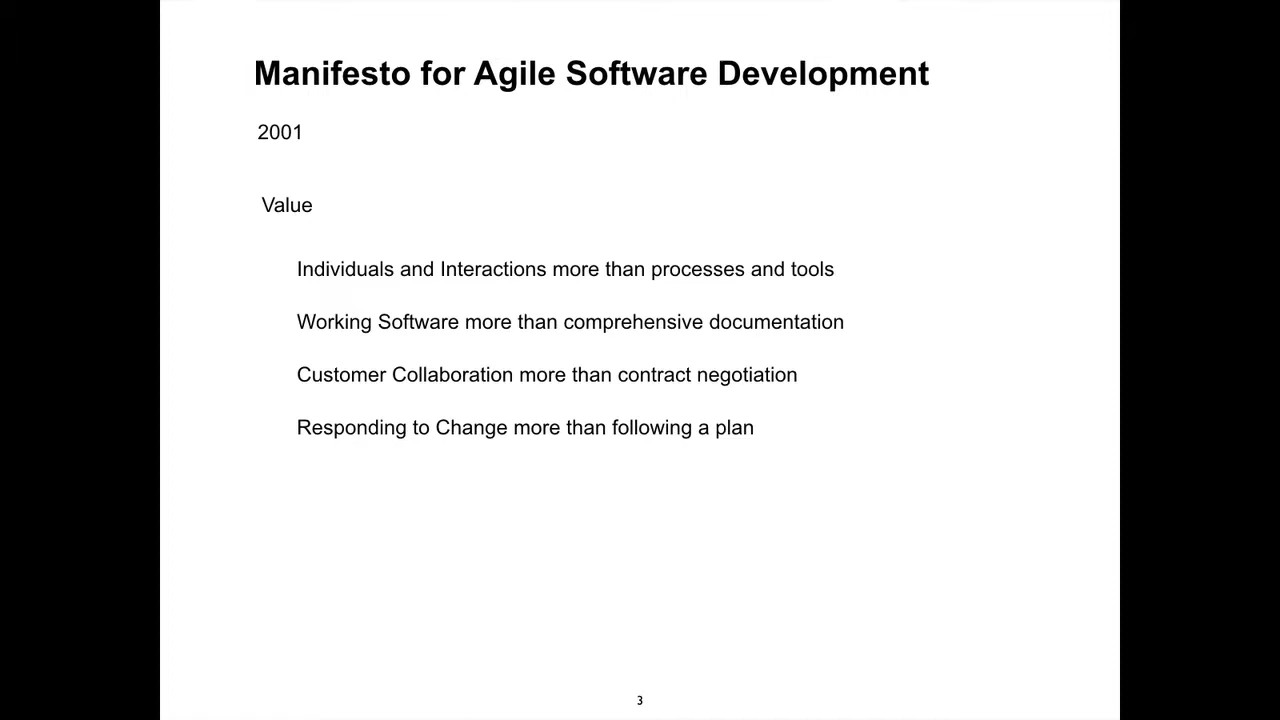 Manifesto for Agile Software Development
2001
Value
Individuals and Interactions more than processes and tools
Working Software more than comprehensive documentation
Customer Collaboration more than contract negotiation
Responding to Change more than following a plan
3